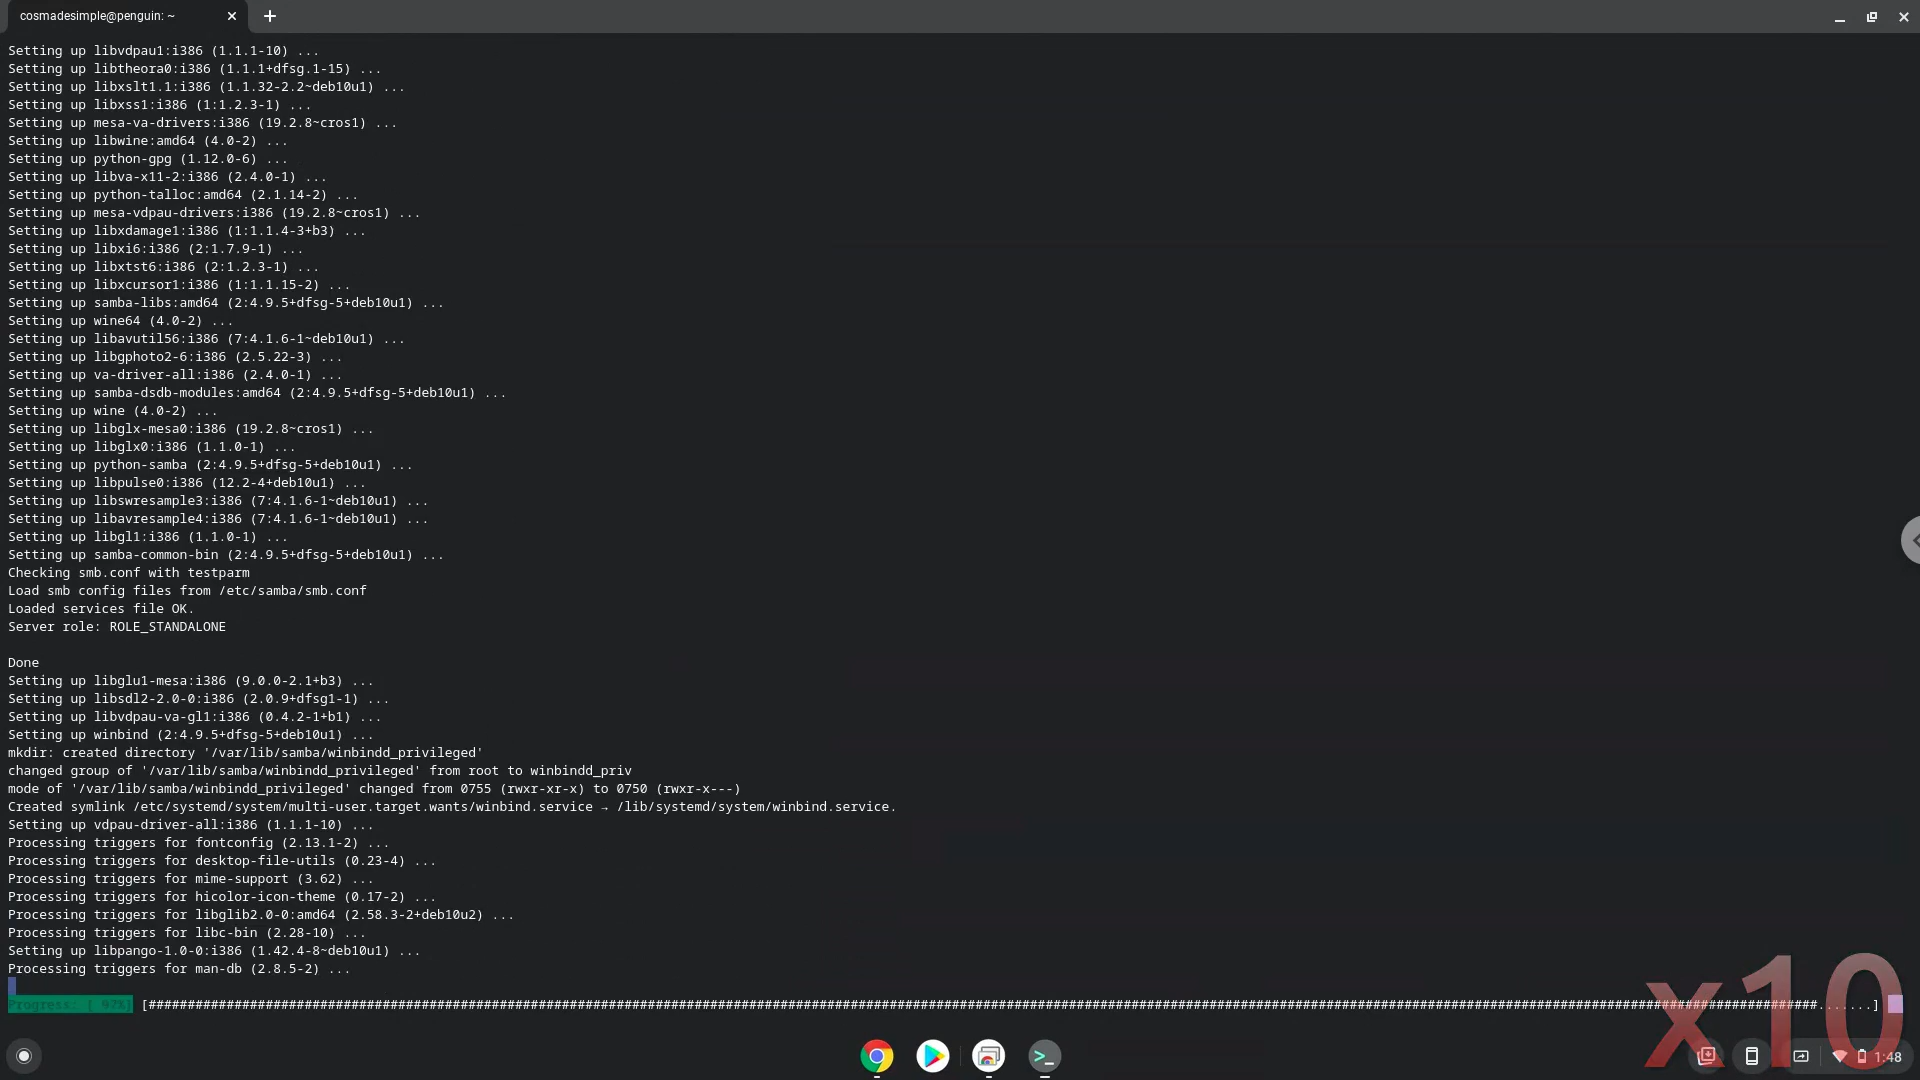 cosmadesimple@penguin: ~
Setting up libvdpau1:i386 (1.1.1-10) ...
Setting up libtheora0:i386 (1.1.1+dfsg.1-15) ...
Setting up libxslt1.1:i386 (1.1.32-2.2~deb10u1) ...
Setting up libxss1:i386 (1:1.2.3-1) ...
Setting up mesa-va-drivers:i386 (19.2.8~cros1) ...
Setting up libwine:amd64 (4.0-2) ...
Setting up python-gpg (1.12.0-6) ...
Setting up libva-x11-2:i386 (2.4.0-1) ...
Setting up python-talloc:amd64 (2.1.14-2) ...
Setting up mesa-vdpau-drivers:i386 (19.2.8~cros1) ...
Setting up libxdamage1:i386 (1:1.1.4-3+b3) ...
Setting up libxi6:i386 (2:1.7.9-1) ...
Setting up libxtst6:i386 (2:1.2.3-1) ...
Setting up libxcursor1:i386 (1:1.1.15-2) ...
Setting up samba-libs:amd64 (2:4.9.5+dfsg-5+deb10u1) ...
Setting up wine64 (4.0-2) ...
Setting up libavutil56:i386 (7:4.1.6-1~deb10u1) ...
Setting up libgphoto2-6:i386 (2.5.22-3) ...
Setting up va-driver-all:i386 (2.4.0-1) ...
Setting up samba-dsdb-modules:amd64 (2:4.9.5+dfsg-5+deb10u1) ...
Setting up wine (4.0-2) ...
Setting up libglx-mesa0:i386 (19.2.8~cros1) ...
Setting up libglx0:i386 (1.1.0-1) ...
Setting up python-samba (2:4.9.5+dfsg-5+deb10u1) ...
Setting up libpulse0:i386 (12.2-4+deb10u1) ...
Setting up libswresample3:i386 (7:4.1.6-1~deb10u1) ...
Setting up libavresample4:i386 (7:4.1.6-1~deb10u1) ...
Setting up libgl1:i386 (1.1.0-1) ...
Setting up samba-common-bin (2:4.9.5+dfsg-5+deb10u1) ...
Checking smb.conf with testparm
Load smb config files from /etc/samba/smb.conf
Loaded services file OK.
Server role: ROLE_STANDALONE
Done
Setting up libglu1-mesa:i386 (9.0.0-2.1+b3) ...
Setting up libsdl2-2.0-0:i386 (2.0.9+dfsg1-1) ...
Setting up libvdpau-va-gl1:i386 (0.4.2-1+b1) ...
Setting up winbind (2:4.9.5+dfsg-5+deb10u1) ...
mkdir: created directory '/var/lib/samba/winbindd_privileged'
changed group of '/var/lib/samba/winbindd_privileged' from root to winbindd_priv
mode of '/var/lib/samba/winbindd_privileged' changed from 0755 (rwxr-xr-x) to 0750 (rwxr-x---)
Created symlink /etc/systemd/system/multi-user.target.wants/winbind.service → /lib/systemd/system/winbind.service.
Setting up vdpau-driver-all:i386 (1.1.1-10) ...
Processing triggers for fontconfig (2.13.1-2) ...
Processing triggers for desktop-file-utils (0.23-4) ...
Processing triggers for mime-support (3.62) ...
Processing triggers for hicolor-icon-theme (0.17-2) ...
Processing triggers for libglib2.0-0:amd64 (2.58.3-2+deb10u2) ...
Processing triggers for libc-bin (2.28-10) ...
Setting up libpango-1.0-0:i386 (1.42.4-8~deb10u1) ...
Processing triggers for man-db (2.8.5-2) ...
Progress: [ 97%]
x10
1:48